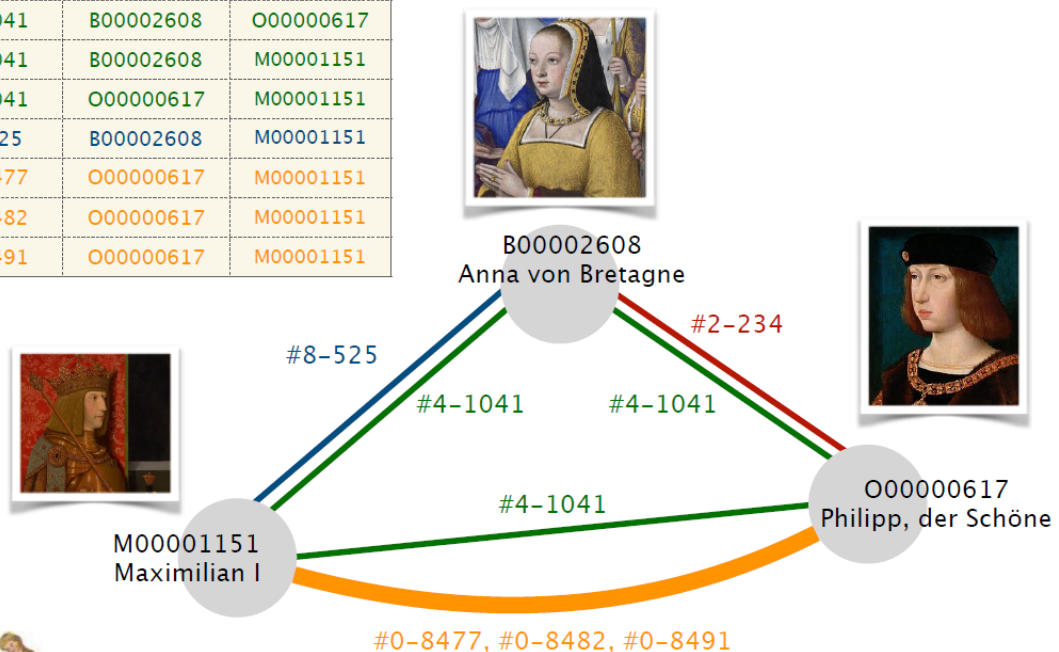 041 B00002608 O00000617
041 B00002608 M00001151
041 O00000617 M00001151
25 B00002608 M00001151
477 O00000617 M00001151
482 O00000617 M00001151
491 O00000617 M00001151
B00002608
Anna von Bretagne
#2-234
#8-525
#4-1041 #4-1041
O00000617
Philipp, der Schöne
#4-1041
M00001151
Maximilian I
#0-8477, #0-8482, #0-8491